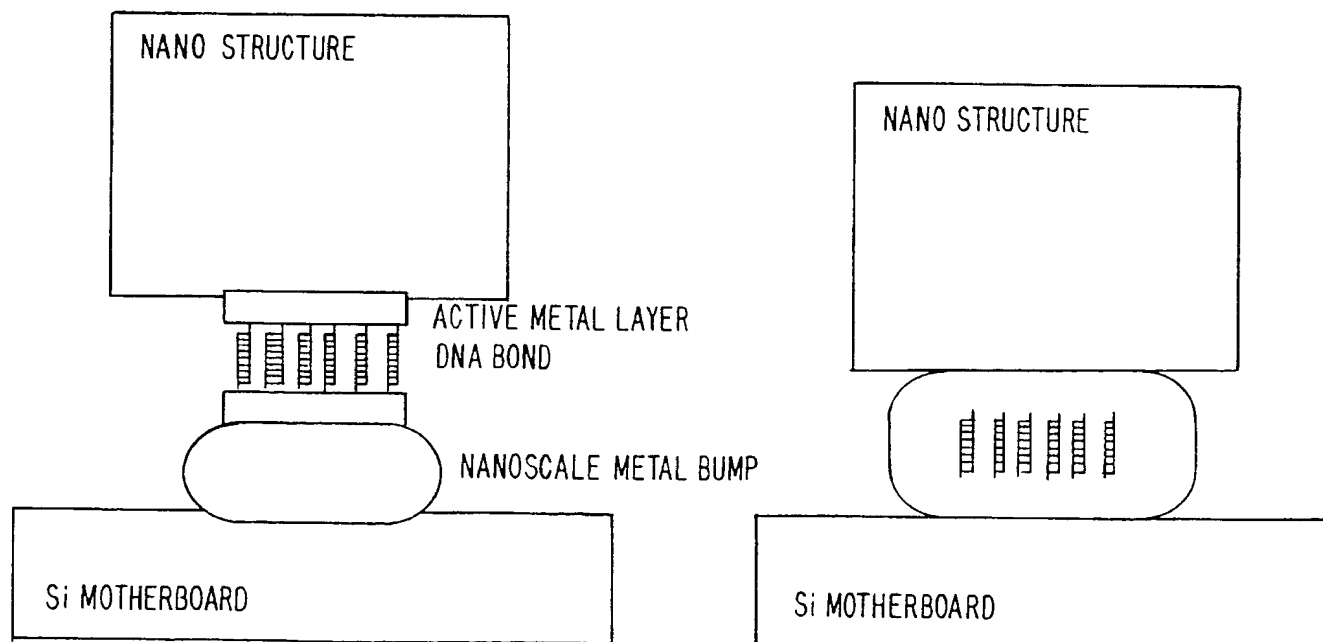 NANO STRUCTURE
ACTIVE METAL LAYER
DNA BOND
NANOSCALE METAL BUMP
Si MOTHERBOARD
NANO STRUCTURE
Si MOTHERBOARD